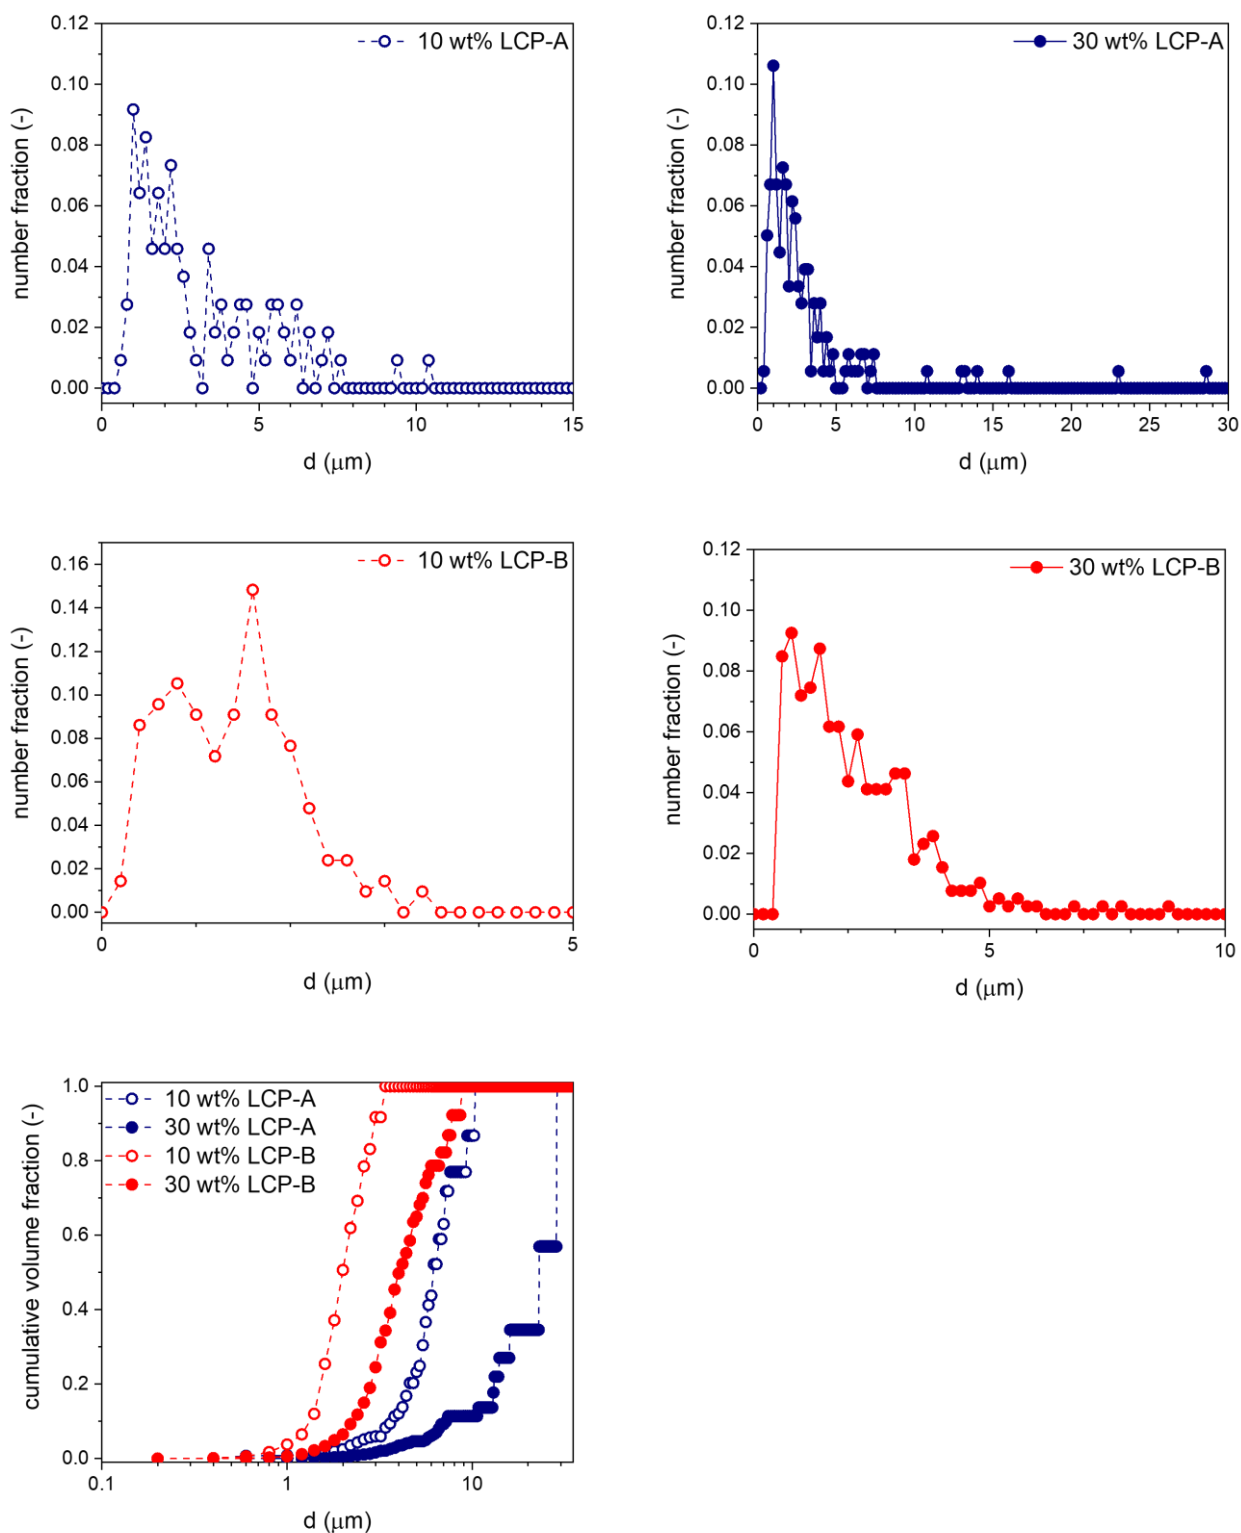 0.12
0.10
0.08
0.06
0.04
0.02
0.00
number fraction (-)
10 wt% LCP-A
0 5 10 15
d (μm)
0.12
0.10
0.08
0.06
0.04
0.02
0.00
number fraction (-)
30 wt% LCP-A
0 5 10 15 20 25 30
d (μm)
0.16
0.14
0.12
0.10
0.08
0.06
0.04
0.02
0.00
number fraction (-)
10 wt% LCP-B
0 5
d (μm)
0.12
0.10
0.08
0.06
0.04
0.02
0.00
number fraction (-)
30 wt% LCP-B
0 5 10
d (μm)
1.0
0.8
0.6
0.4
0.2
0.0
cumulative volume fraction (-)
10 wt% LCP-A
30 wt% LCP-A
10 wt% LCP-B
30 wt% LCP-B
0.1 1 10
d (μm)